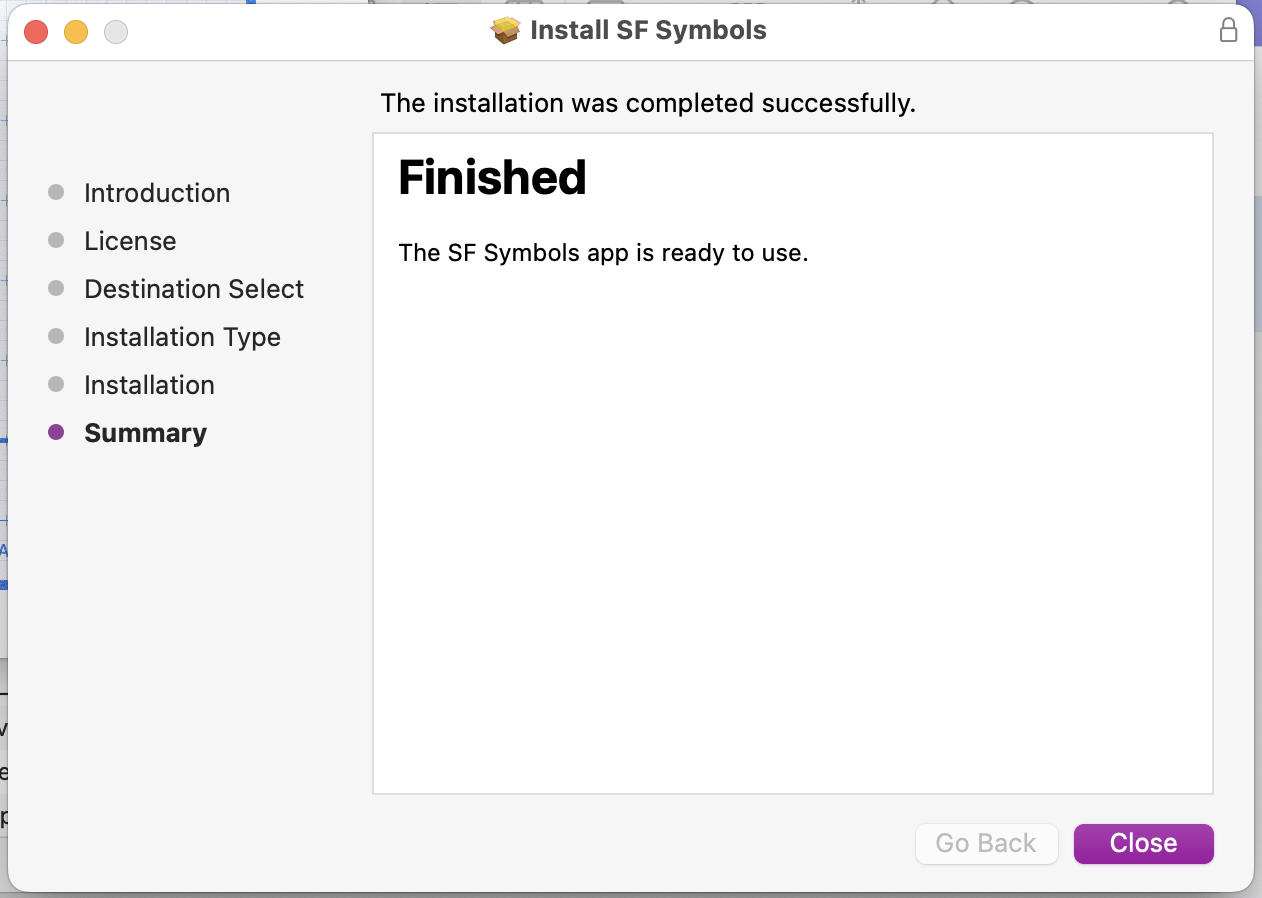 Install SF Symbols
The installation was completed successfully.
Introduction
License
Destination Select
Installation Type
Installation
Summary
Finished
The SF Symbols app is ready to use.
Go Back
Close